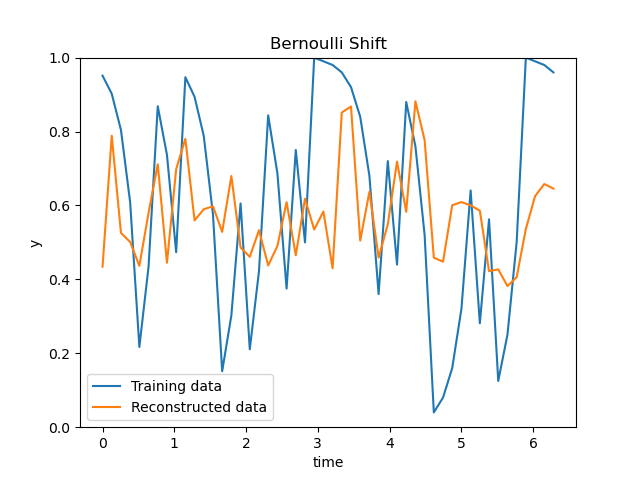 Bernoulli Shift
1.0
0.8
0.6
0.4
0.2
0.0
y
Training data
Reconstructed data
0 1 2 3 4 5 6
time